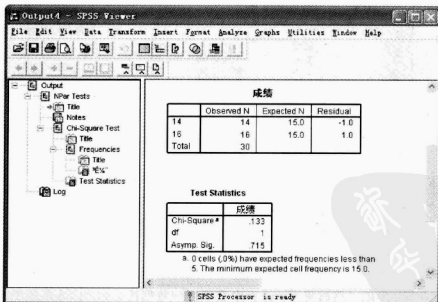 Output4 - SPSS Viewer
File Edit View Data Transform Insert Format Analyze Graphs Utilities Window Help
Output
NPar Tests
Title
Notes
Chi-Square Test
Title
Frequencies
Title
"É¼"
Test Statistics
Log
成绩
Observed N Expected N Residual
14 14 15.0 -1.0
16 16 15.0 1.0
Total 30
Test Statistics
成绩
Chi-Square a .133
df 1
Asymp. Sig. .715
a. 0 cells (.0%) have expected frequencies less than
5. The minimum expected cell frequency is 15.0.
SPSS Processor is ready